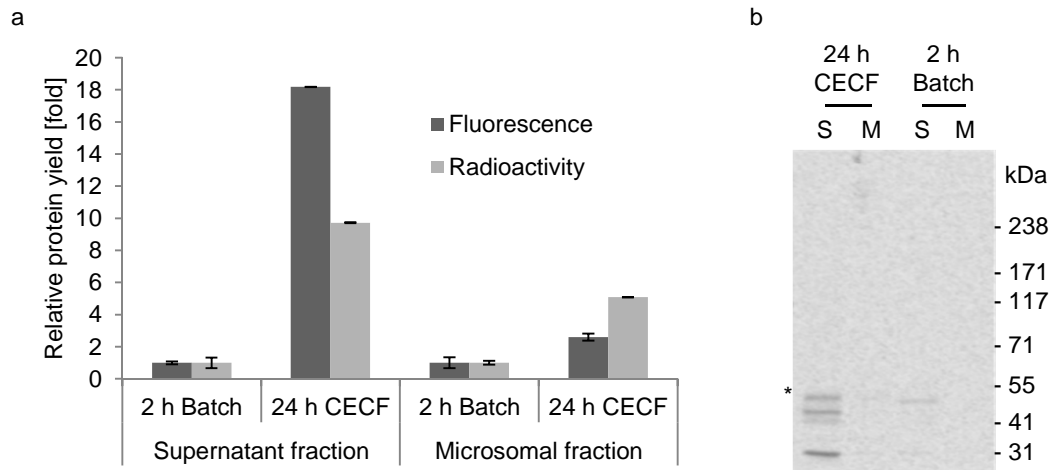 a
Relative protein yield [fold]
20
18
16
14
12
10
8
6
4
2
0
Fluorescence
Radioactivity
2 h Batch
24 h CECF
2 h Batch
24 h CECF
Supernatant fraction
Microsomal fraction
b
24 h CECF
2 h Batch
S M S M
kDa
- 238
- 171
- 117
- 71
- 55
- 41
- 31
*